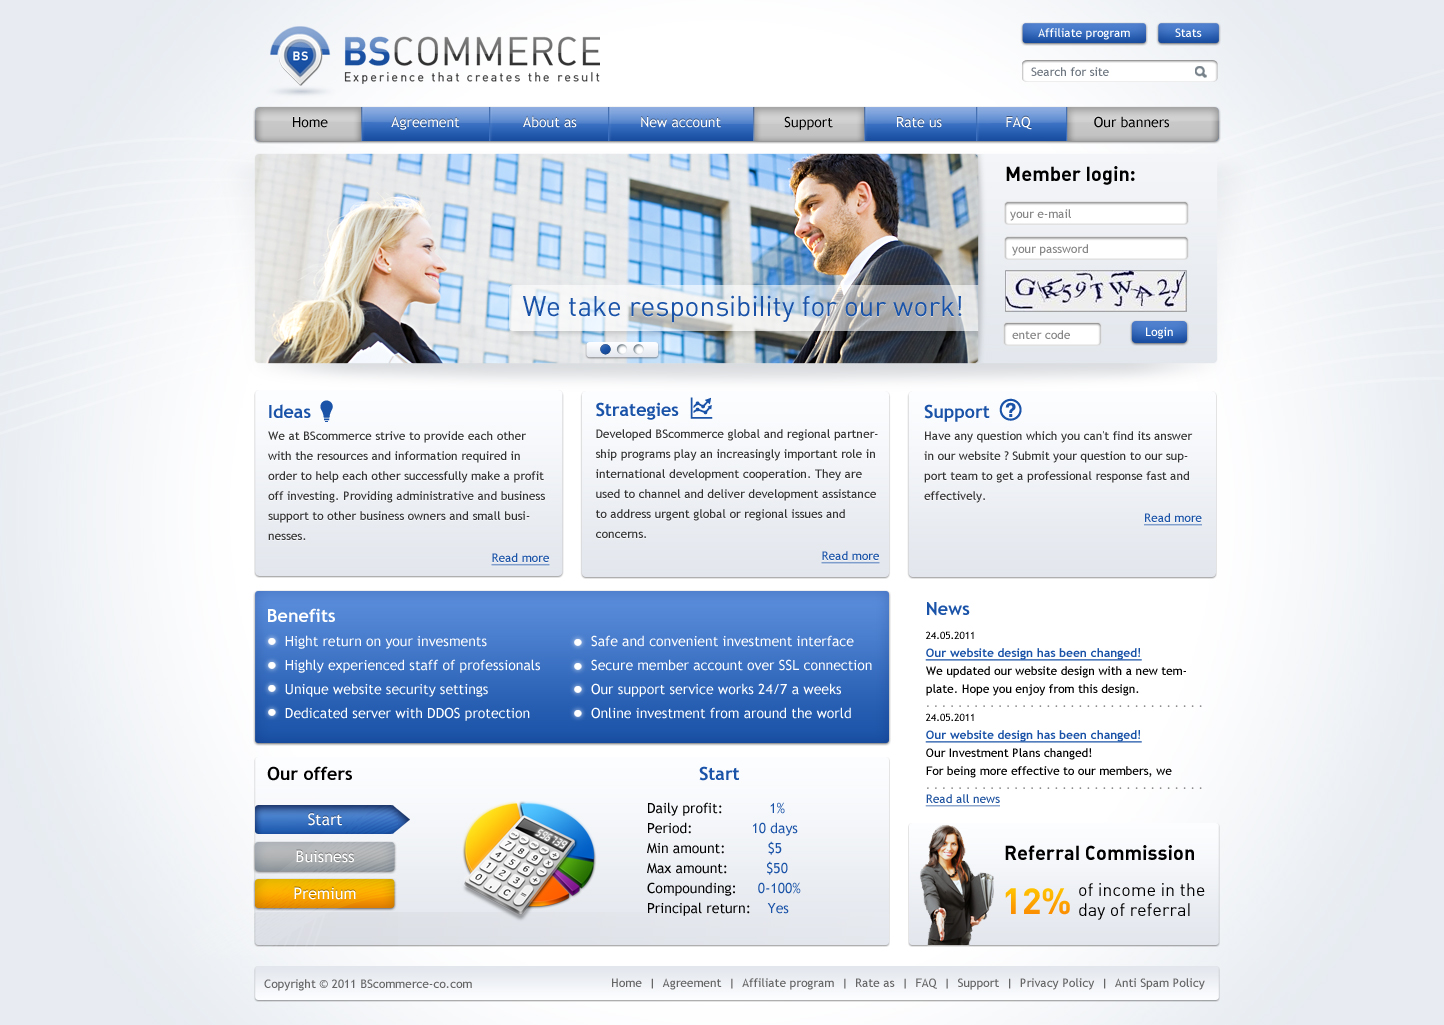 BS
BSCOMMERCE
Experience that creates the result
Affiliate program
Stats
Search for site
Home
Agreement
About as
New account
Support
Rate us
FAQ
Our banners
We take responsibility for our work!
Member login:
your e-mail
your password
GK59TWA2Y
enter code
Login
Ideas
We at BScommerce strive to provide each other
with the resources and information required in
order to help each other successfully make a profit
off investing. Providing administrative and business
support to other business owners and small busi-
nesses.
Read more
Strategies
Developed BScommerce global and regional partner-
ship programs play an increasingly important role in
international development cooperation. They are
used to channel and deliver development assistance
to address urgent global or regional issues and
concerns.
Read more
Support
Have any question which you can't find its answer
in our website ? Submit your question to our sup-
port team to get a professional response fast and
effectively.
Read more
Benefits
Hight return on your invesments
Highly experienced staff of professionals
Unique website security settings
Dedicated server with DDOS protection
Safe and convenient investment interface
Secure member account over SSL connection
Our support service works 24/7 a weeks
Online investment from around the world
News
24.05.2011
Our website design has been changed!
We updated our website design with a new tem-
plate. Hope you enjoy from this design.
24.05.2011
Our website design has been changed!
Our Investment Plans changed!
For being more effective to our members, we
Read all news
Our offers
Start
Buisness
Premium
Start
Daily profit: 1%
Period: 10 days
Min amount: $5
Max amount: $50
Compounding: 0-100%
Principal return: Yes
Referral Commission
12% of income in the
day of referral
Copyright © 2011 BScommerce-co.com
Home | Agreement | Affiliate program | Rate as | FAQ | Support | Privacy Policy | Anti Spam Policy